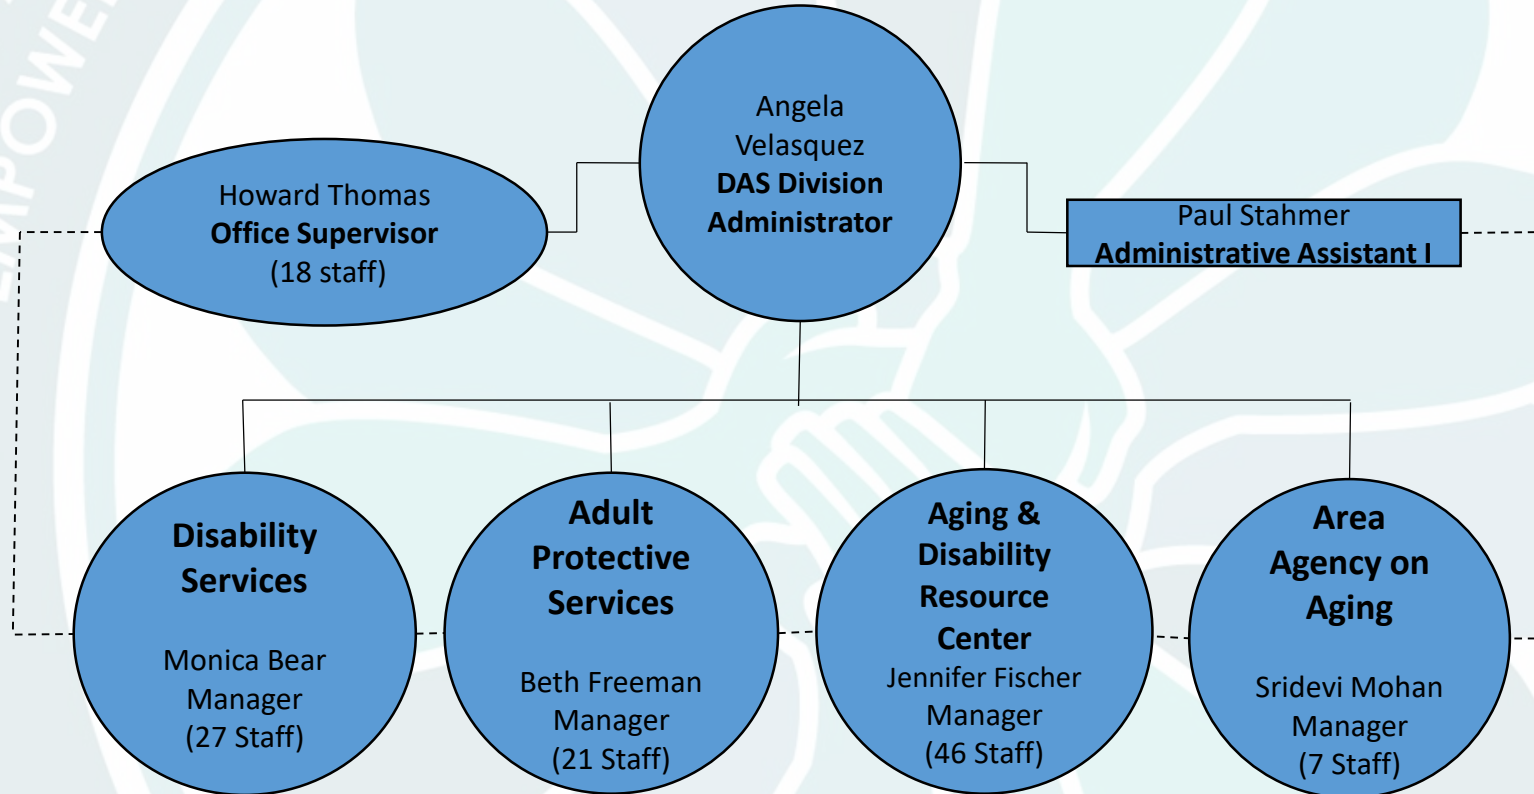 EMPOWE
Angela
Velasquez
DAS Division
Administrator
Howard Thomas
Office Supervisor
(18 staff)
Paul Stahmer
Administrative Assistant I
Disability
Services
Monica Bear
Manager
(27 Staff)
Adult
Protective
Services
Beth Freeman
Manager
(21 Staff)
Aging &
Disability
Resource
Center
Jennifer Fischer
Manager
(46 Staff)
Area
Agency on
Aging
Sridevi Mohan
Manager
(7 Staff)